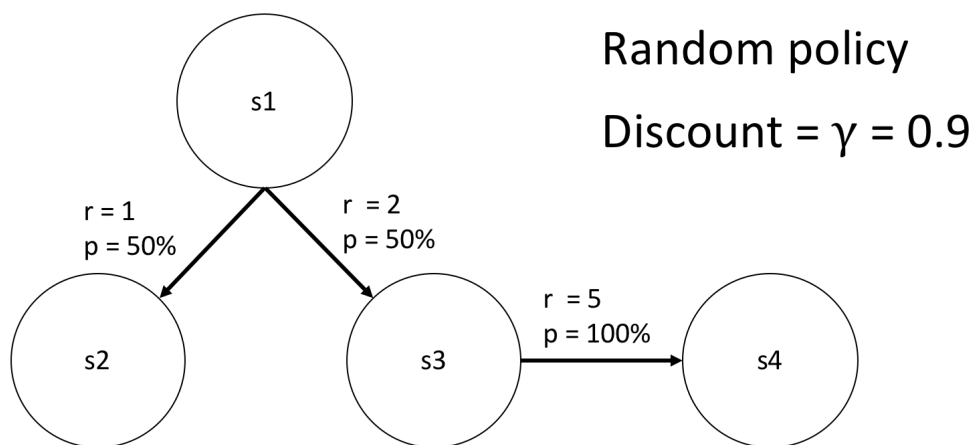 Random policy
Discount = γ = 0.9
s1
r = 1
p = 50%
r = 2
p = 50%
r = 5
p = 100%
s2
s3
s4